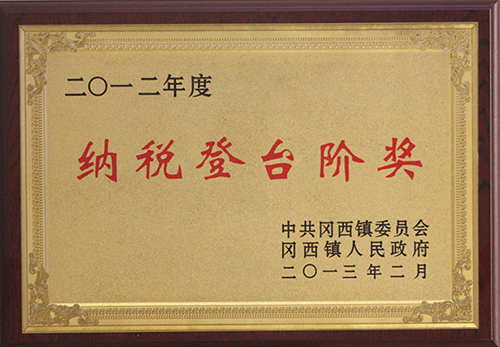 二〇一二年度
纳税登台阶奖
中共冈西镇委员会
冈西镇人民政府
二〇一三年二月